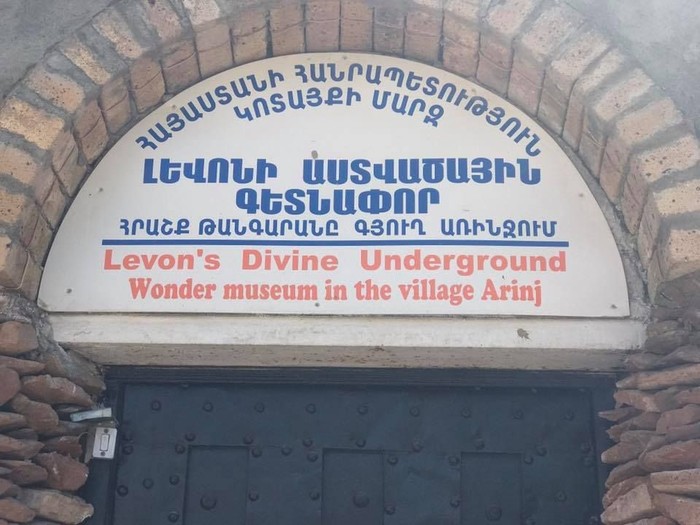 ՀԱՅԱՍՏԱՆԻ ՀԱՆՐԱՊԵՏՈՒԹՅՈՒՆ
ԿՈՏԱՅՔԻ ՄԱՐԶ
ԼԵՎՈՆԻ ԱՍՏՎԱԾԱՅԻՆ
ԳԵՏՆԱՓՈՐ
ՀՐԱՇՔ ԹԱՆԳԱՐԱՆԸ ԳՅՈՒՂ ԱՌԻՆՋՈՒՄ
Levon's Divine Underground
Wonder museum in the village Arinj